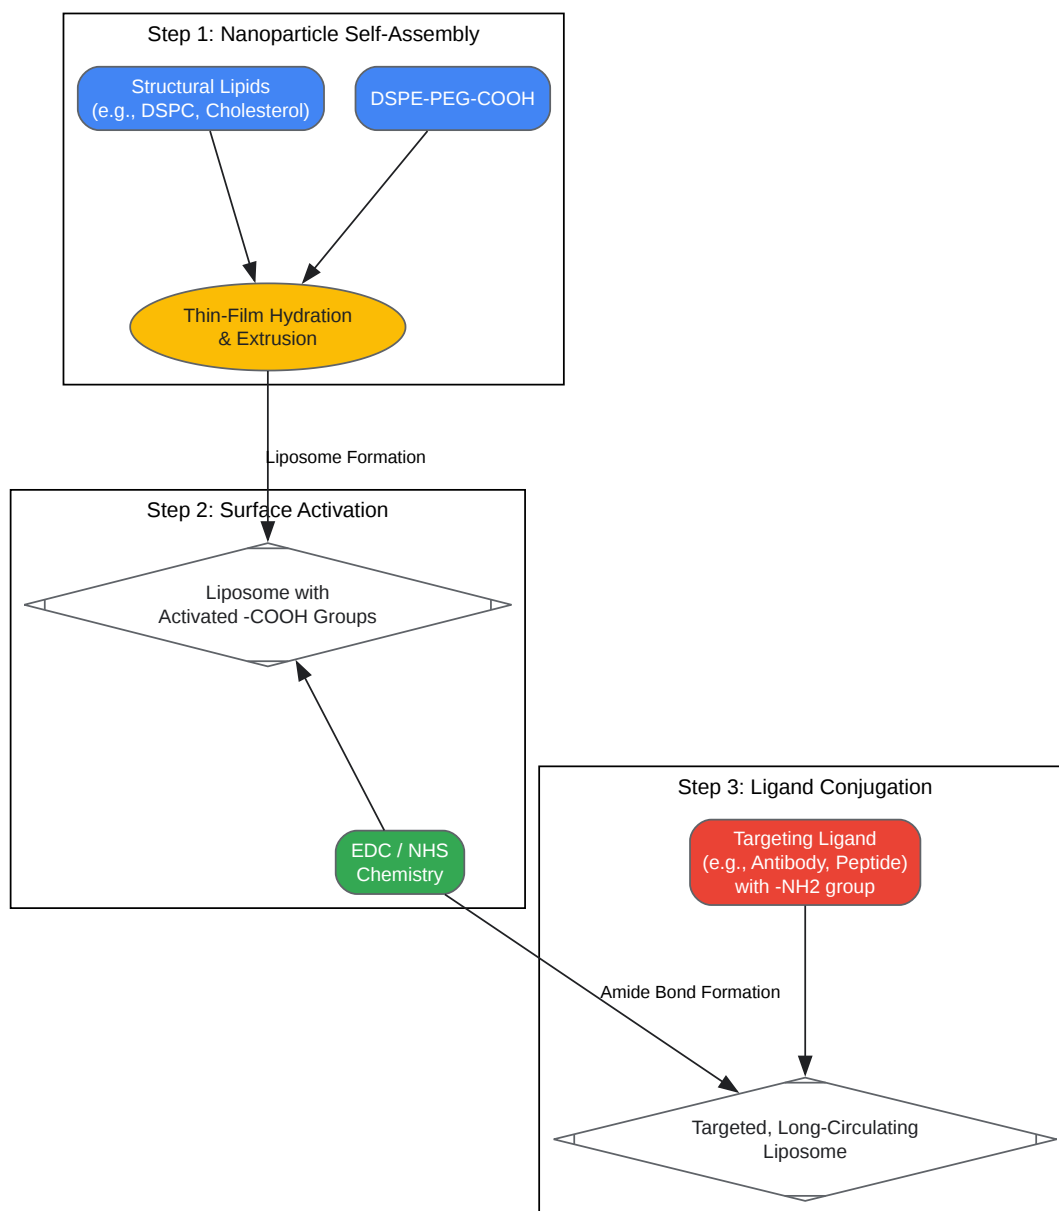 Step 1: Nanoparticle Self-Assembly
Structural Lipids
(e.g., DSPC, Cholesterol)
DSPE-PEG-COOH
Thin-Film Hydration
& Extrusion
Liposome Formation
Step 2: Surface Activation
Liposome with
Activated -COOH Groups
EDC / NHS
Chemistry
Step 3: Ligand Conjugation
Targeting Ligand
(e.g., Antibody, Peptide)
with -NH2 group
Amide Bond Formation
Targeted, Long-Circulating
Liposome